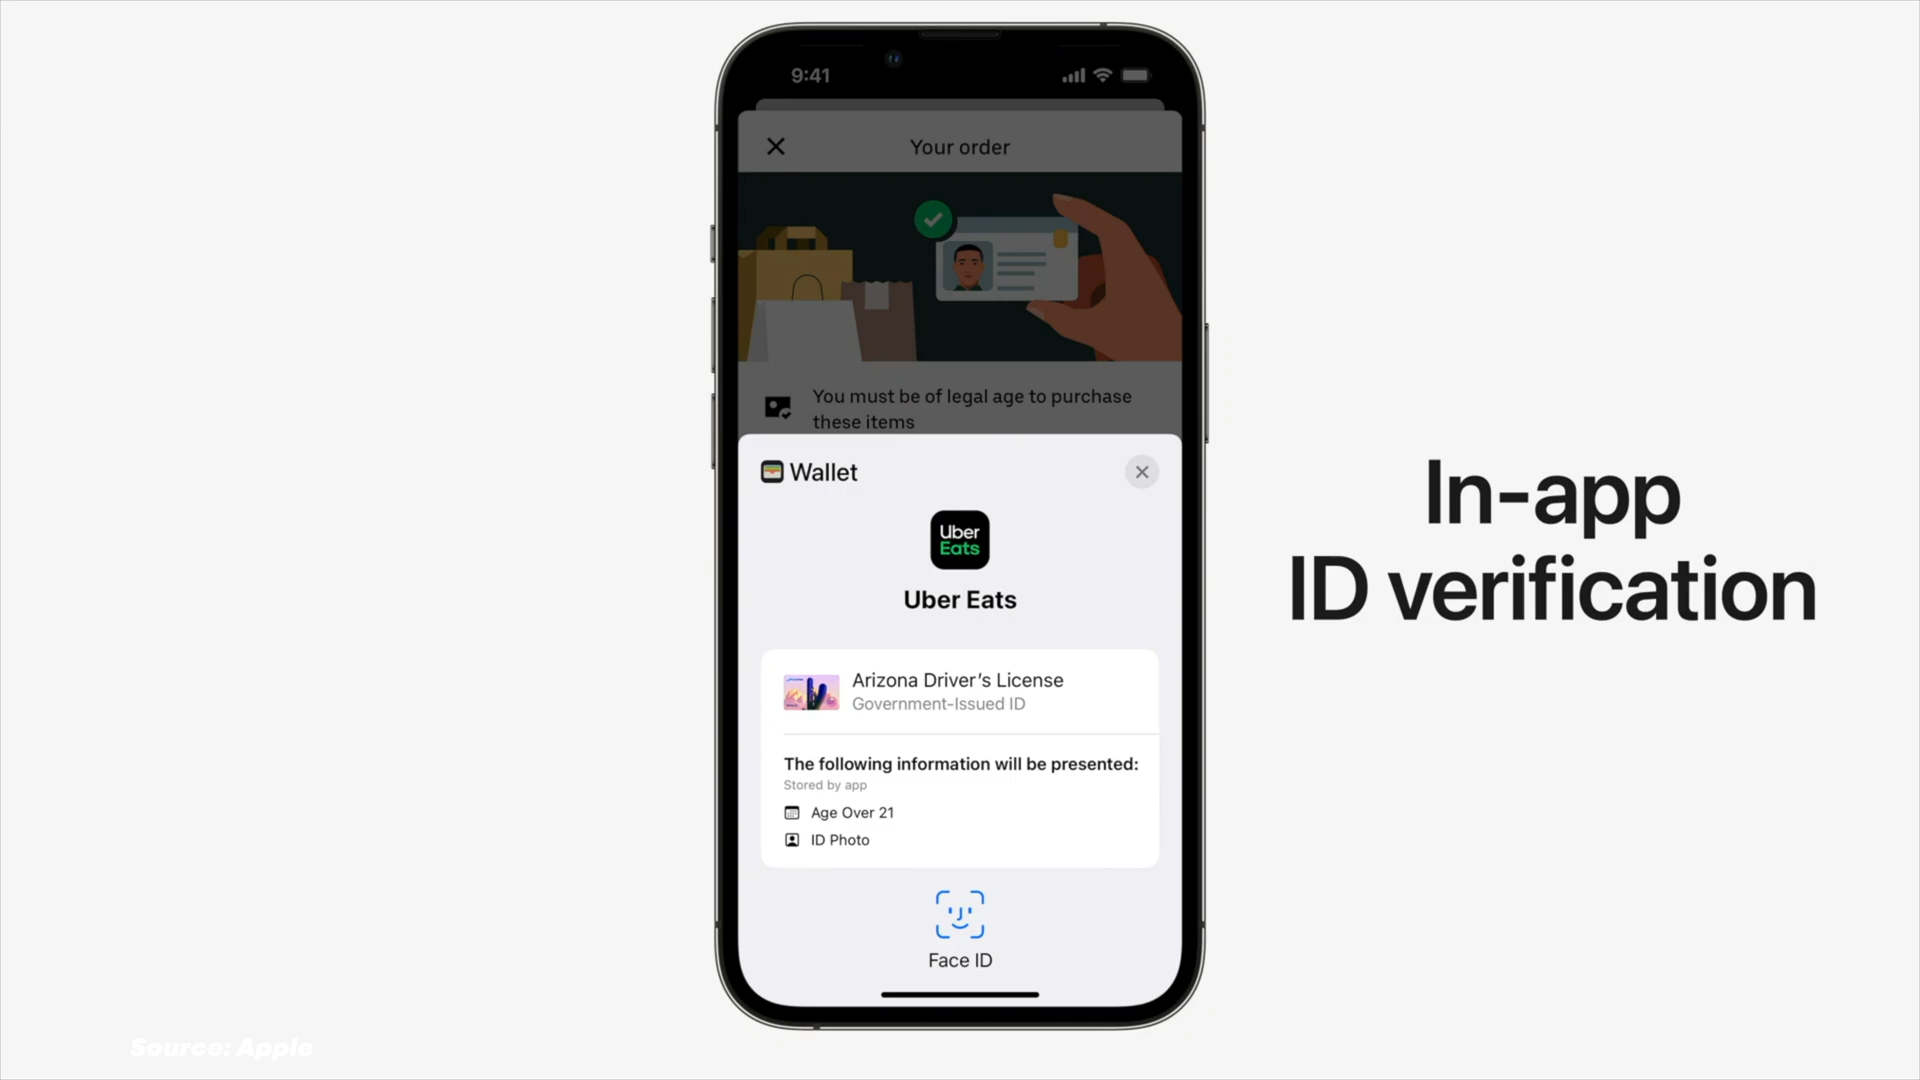 9:41
Your order
You must be of legal age to purchase
these items
Wallet
Uber
Eats
Uber Eats
Arizona Driver’s License
Government-Issued ID
The following information will be presented:
Stored by app
Age Over 21
ID Photo
Face ID
In-app
ID verification
Source: Apple